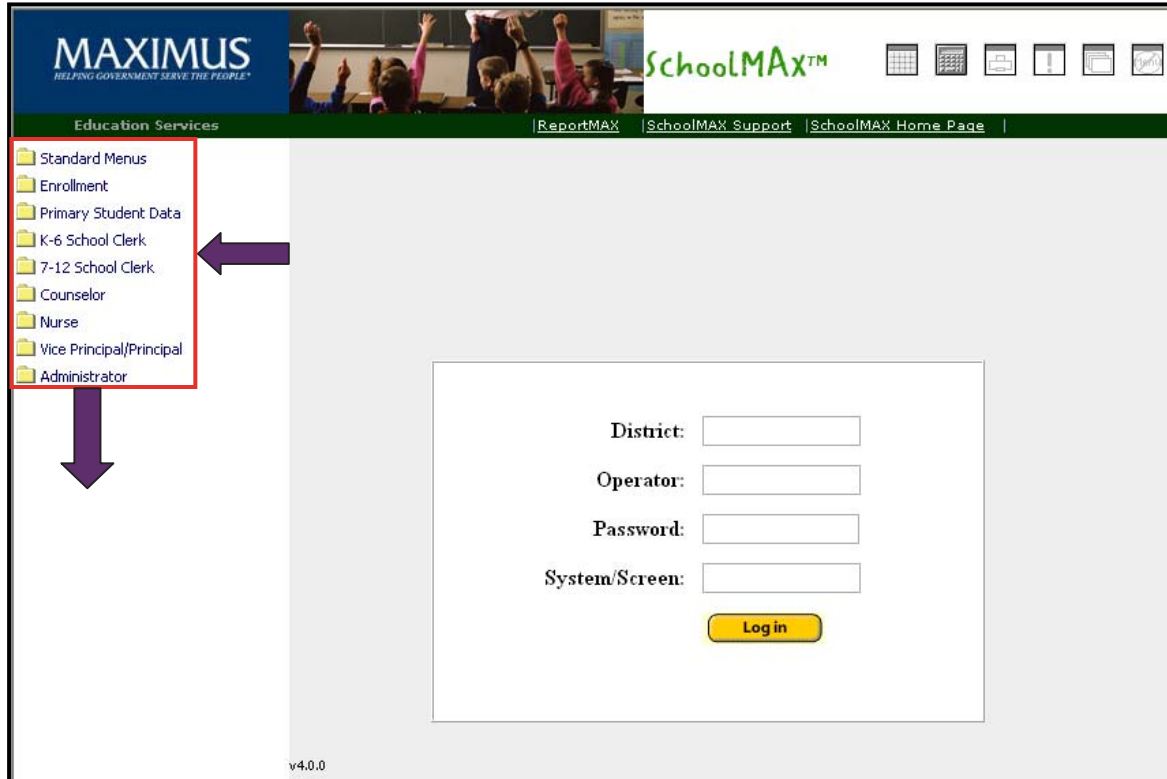 MAXIMUS
HELPING GOVERNMENT SERVE THE PEOPLE®
SchoolMAX™
Education Services
|ReportMAX |SchoolMAX Support |SchoolMAX Home Page |
Standard Menus
Enrollment
Primary Student Data
K-6 School Clerk
7-12 School Clerk
Counselor
Nurse
Vice Principal/Principal
Administrator
District:
Operator:
Password:
System/Screen:
Log in
v4.0.0